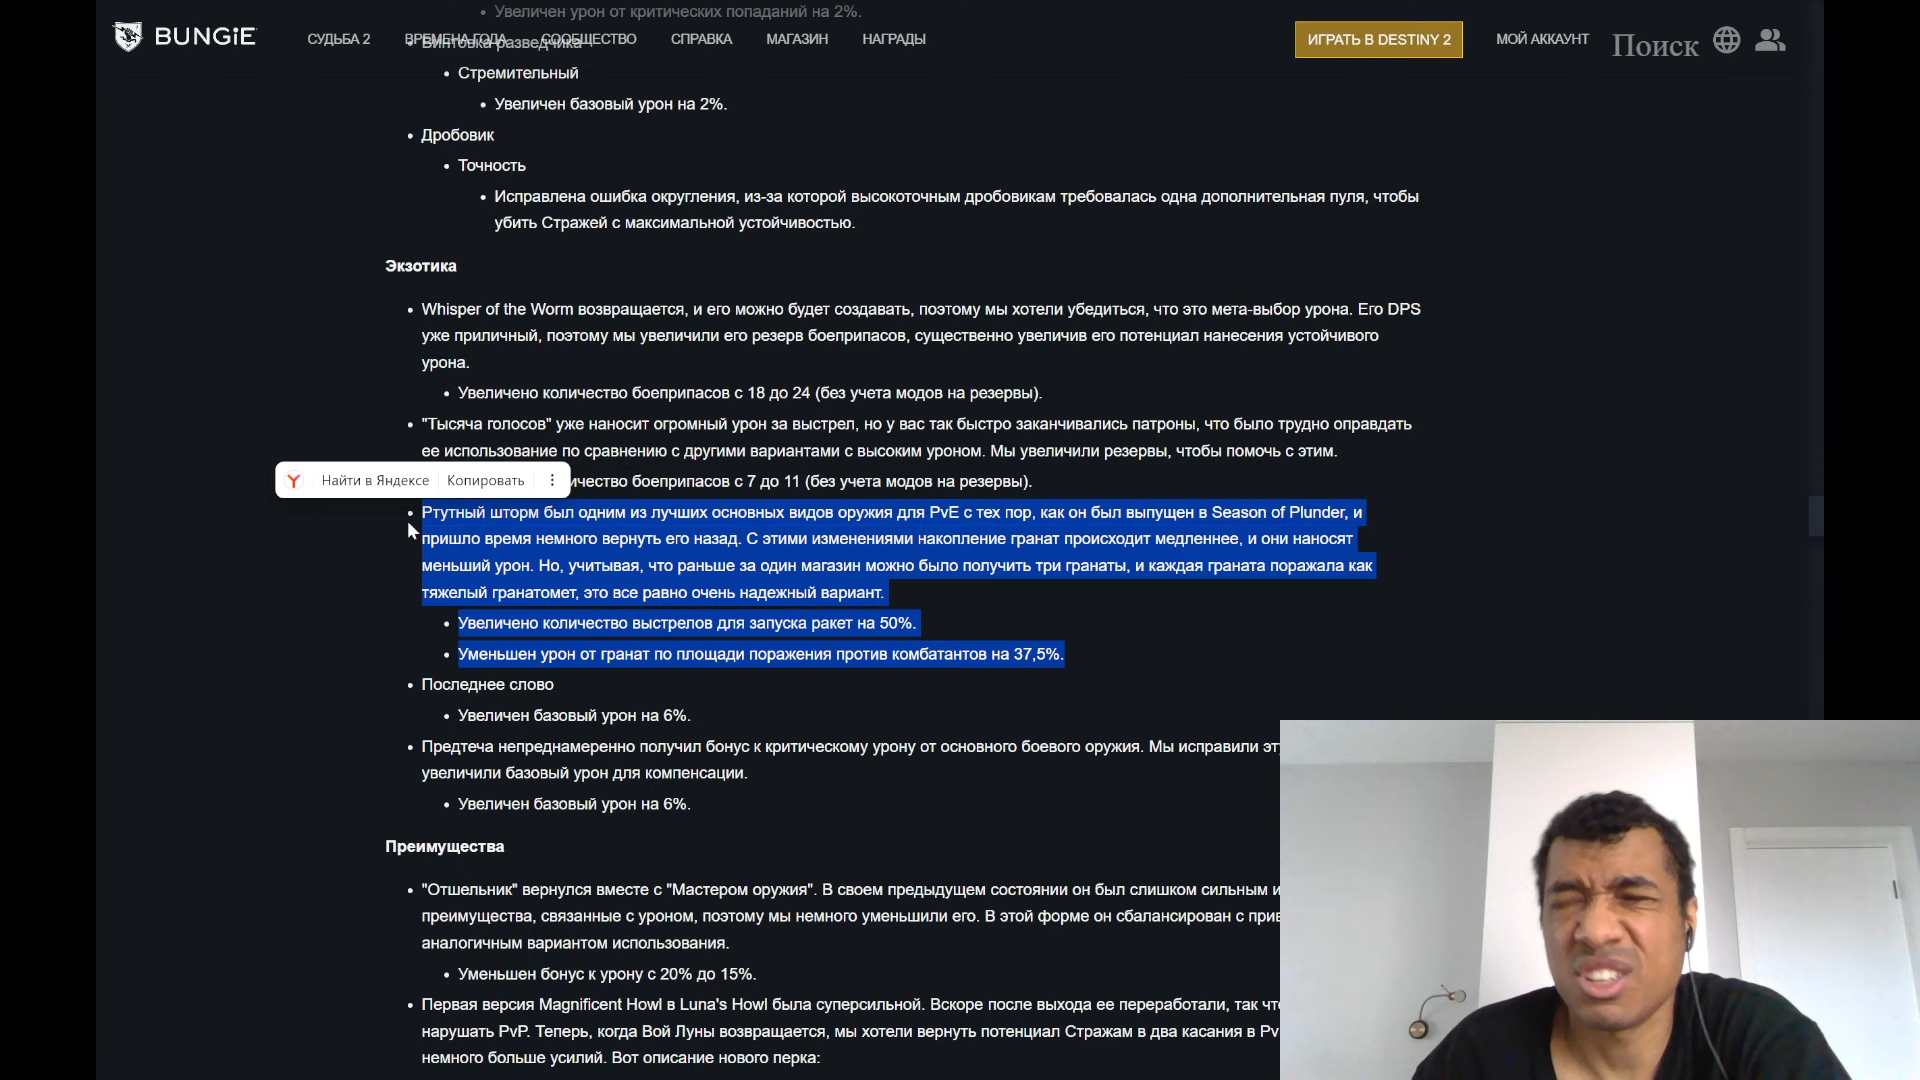 Увеличен урон от критических попаданий на 2%.
BUNGiE
СУДЬБА 2
ВРЕМЕНА ГОДА
СООБЩЕСТВО
СПРАВКА
МАГАЗИН
НАГРАДЫ
ИГРАТЬ В DESTINY 2
МОЙ АККАУНТ
Поиск
Винтовка разведчика
Стремительный
Увеличен базовый урон на 2%.
Дробовик
Точность
Исправлена ошибка округления, из-за которой высокоточным дробовикам требовалась одна дополнительная пуля, чтобы
убить Стражей с максимальной устойчивостью.
Экзотика
Whisper of the Worm возвращается, и его можно будет создавать, поэтому мы хотели убедиться, что это мета-выбор урона. Его DPS
уже приличный, поэтому мы увеличили его резерв боеприпасов, существенно увеличив его потенциал нанесения устойчивого
урона.
Увеличено количество боеприпасов с 18 до 24 (без учета модов на резервы).
"Тысяча голосов" уже наносит огромный урон за выстрел, но у вас так быстро заканчивались патроны, что было трудно оправдать
ее использование по сравнению с другими вариантами с высоким уроном. Мы увеличили резервы, чтобы помочь с этим.
Найти в Яндексе
Копировать
ичество боеприпасов с 7 до 11 (без учета модов на резервы).
Ртутный шторм был одним из лучших основных видов оружия для PvE с тех пор, как он был выпущен в Season of Plunder, и
пришло время немного вернуть его назад. С этими изменениями накопление гранат происходит медленнее, и они наносят
меньший урон. Но, учитывая, что раньше за один магазин можно было получить три гранаты, и каждая граната поражала как
тяжелый гранатомет, это все равно очень надежный вариант.
Увеличено количество выстрелов для запуска ракет на 50%.
Уменьшен урон от гранат по площади поражения против комбатантов на 37,5%.
Последнее слово
Увеличен базовый урон на 6%.
Предтеча непреднамеренно получил бонус к критическому урону от основного боевого оружия. Мы исправили эт
увеличили базовый урон для компенсации.
Увеличен базовый урон на 6%.
Преимущества
"Отшельник" вернулся вместе с "Мастером оружия". В своем предыдущем состоянии он был слишком сильным и
преимущества, связанные с уроном, поэтому мы немного уменьшили его. В этой форме он сбалансирован с прив
аналогичным вариантом использования.
Уменьшен бонус к урону с 20% до 15%.
Первая версия Magnificent Howl в Luna's Howl была суперсильной. Вскоре после выхода ее переработали, так чт
нарушать PvP. Теперь, когда Вой Луны возвращается, мы хотели вернуть потенциал Стражам в два касания в Pv
немного больше усилий. Вот описание нового перка: